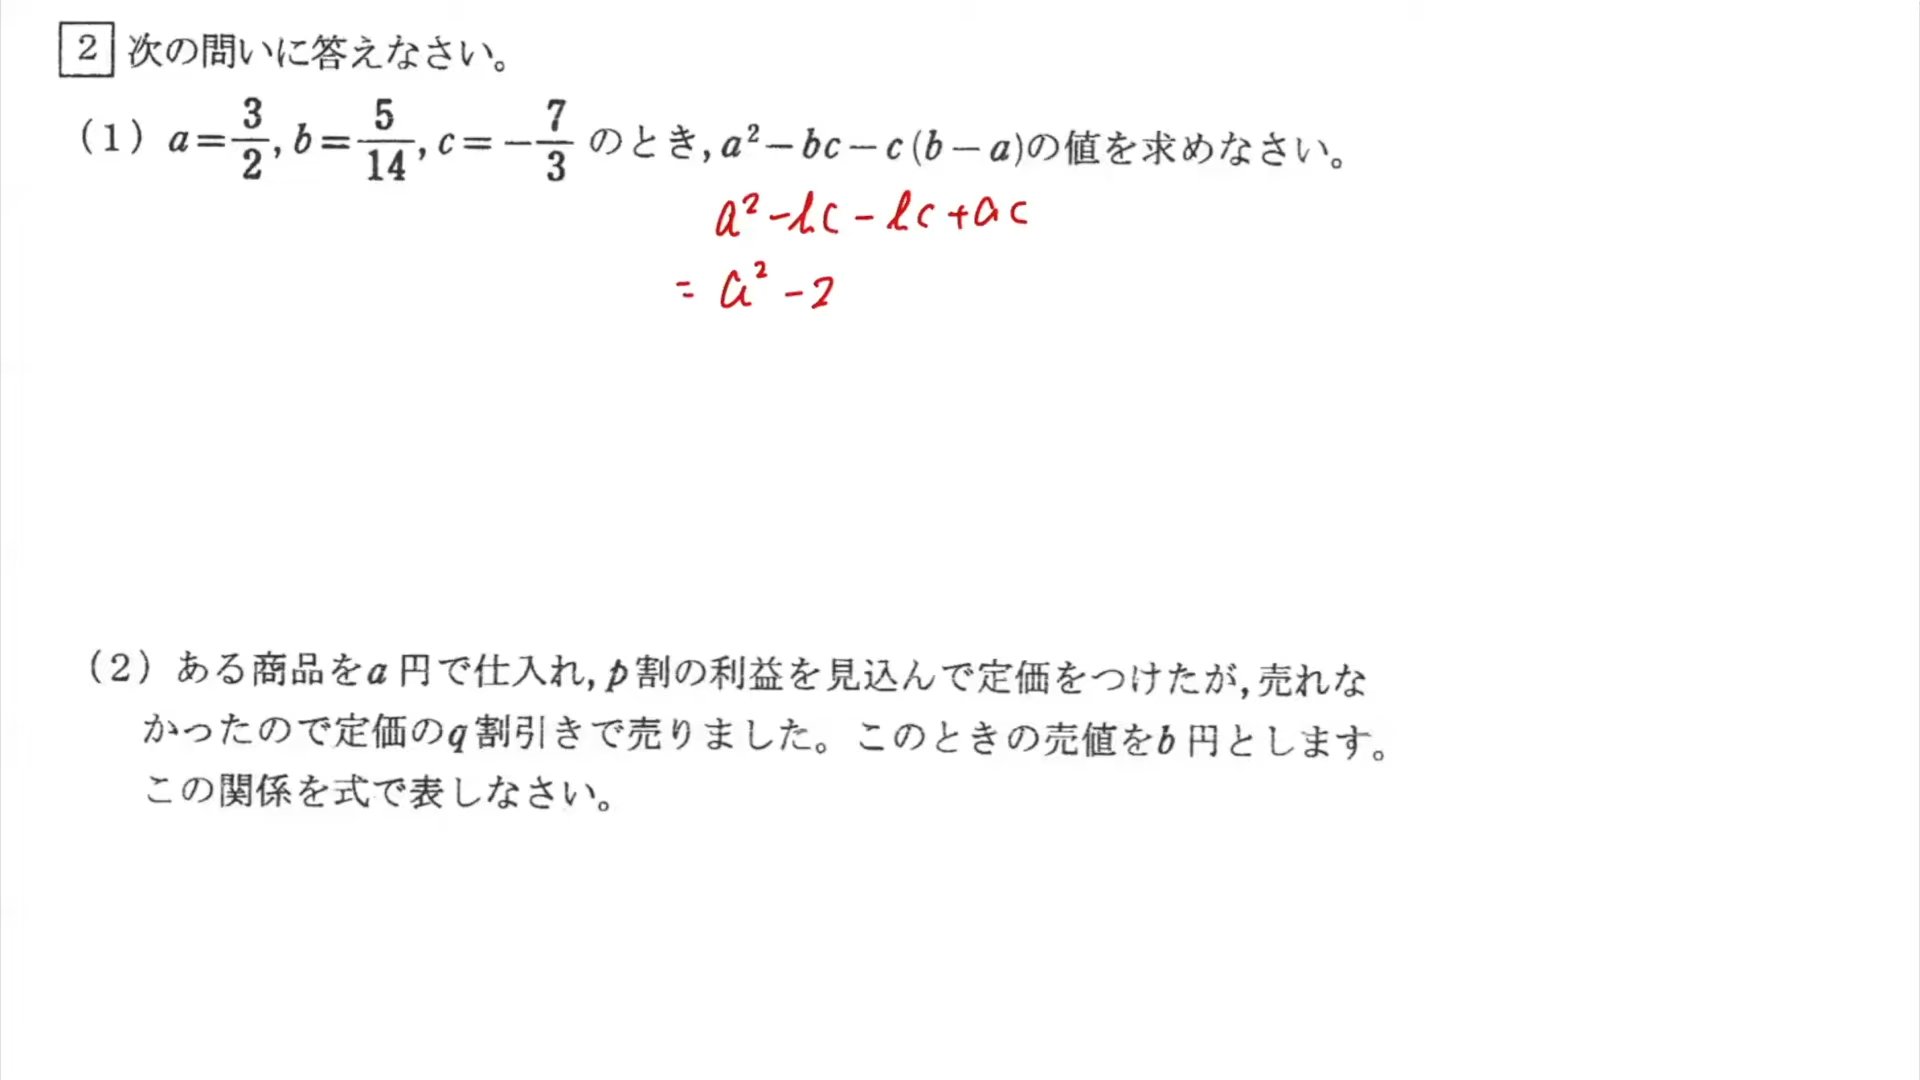 2 次の問いに答えなさい。
(1) a=3/2, b=5/14, c=-7/3 のとき, a²-bc-c(b-a)の値を求めなさい。
a²-bc-bc+ac
= a²-2
(2) ある商品をa円で仕入れ, p割の利益を見込んで定価をつけたが, 売れな
かったので定価のq割引きで売りました。このときの売値をb円とします。
この関係を式で表しなさい。